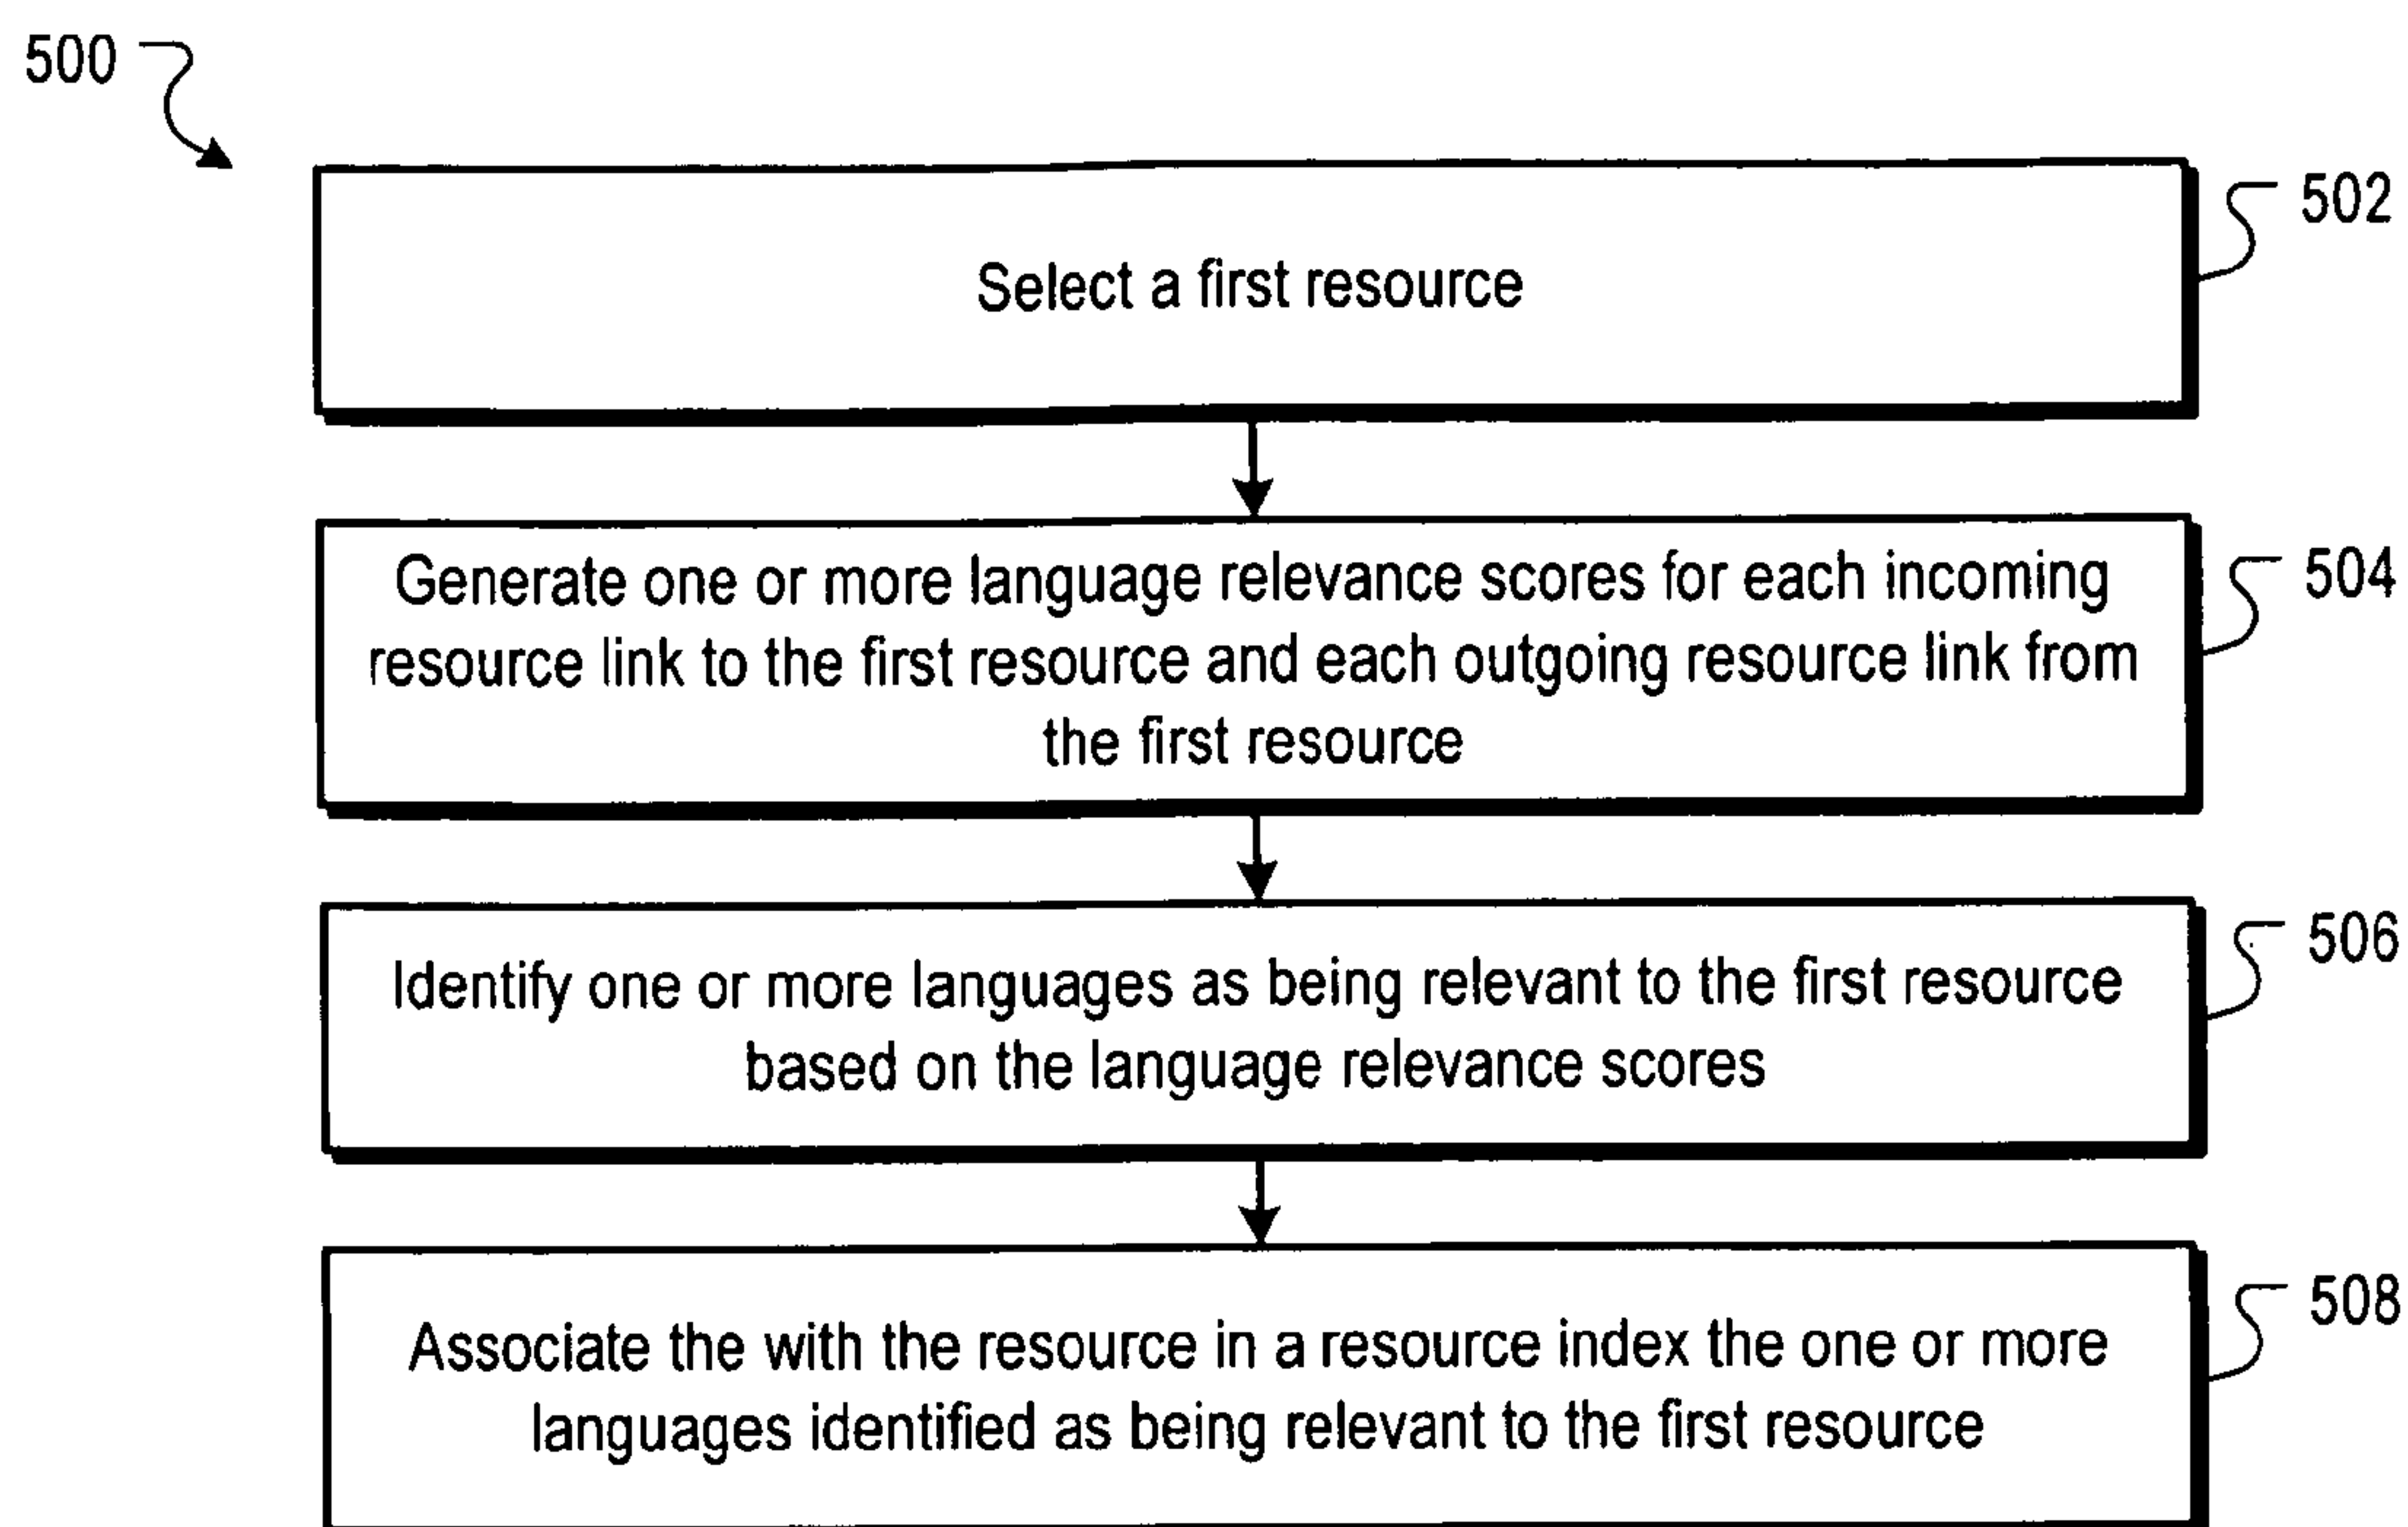 500
502
Select a first resource
504
Generate one or more language relevance scores for each incoming
resource link to the first resource and each outgoing resource link from
the first resource
506
Identify one or more languages as being relevant to the first resource
based on the language relevance scores
508
Associate the with the resource in a resource index the one or more
languages identified as being relevant to the first resource